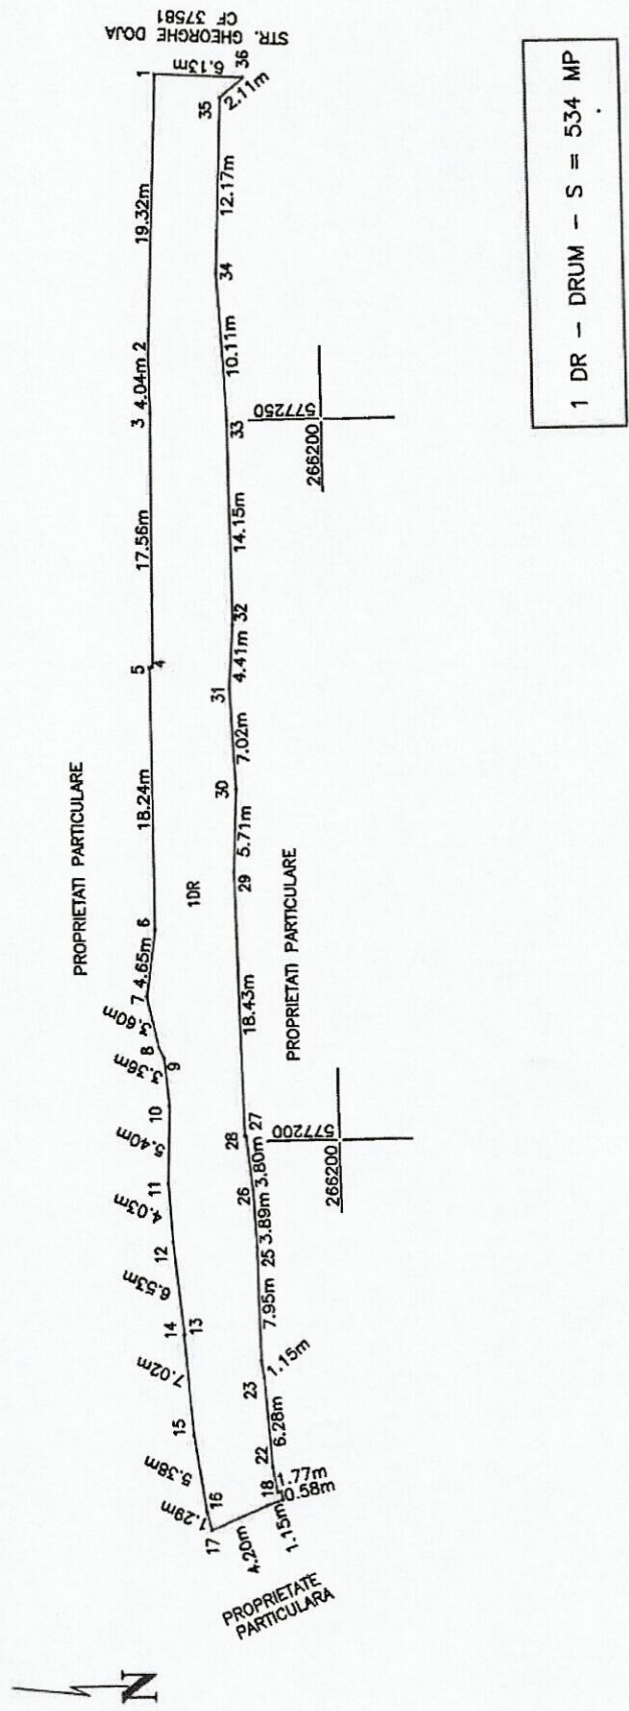 STR. GHEORGHE DOJA
CF 37581
6.13m
1
36
35
2.11m
19.32m
12.17m
34
2
4.04m
3
10.11m
33
577250
266200
17.56m
14.15m
32
4.41m
5
4
31
7.02m
30
PROPRIETATI PARTICULARE
18.24m
1DR
5.71m
29
6
4.65m
7
3.60m
8
9
3.36m
18.43m
PROPRIETATI PARTICULARE
10
5.40m
28
27
577200
266200
3.80m
11
4.03m
26
3.89m
12
25
6.53m
7.95m
14
13
1.15m
7.02m
23
15
6.28m
22
5.38m
16
1.29m
17
18
1.77m
0.58m
4.20m
1.15m
PROPRIETATE
PARTICULARA
N
1 DR – DRUM – S = 534 MP